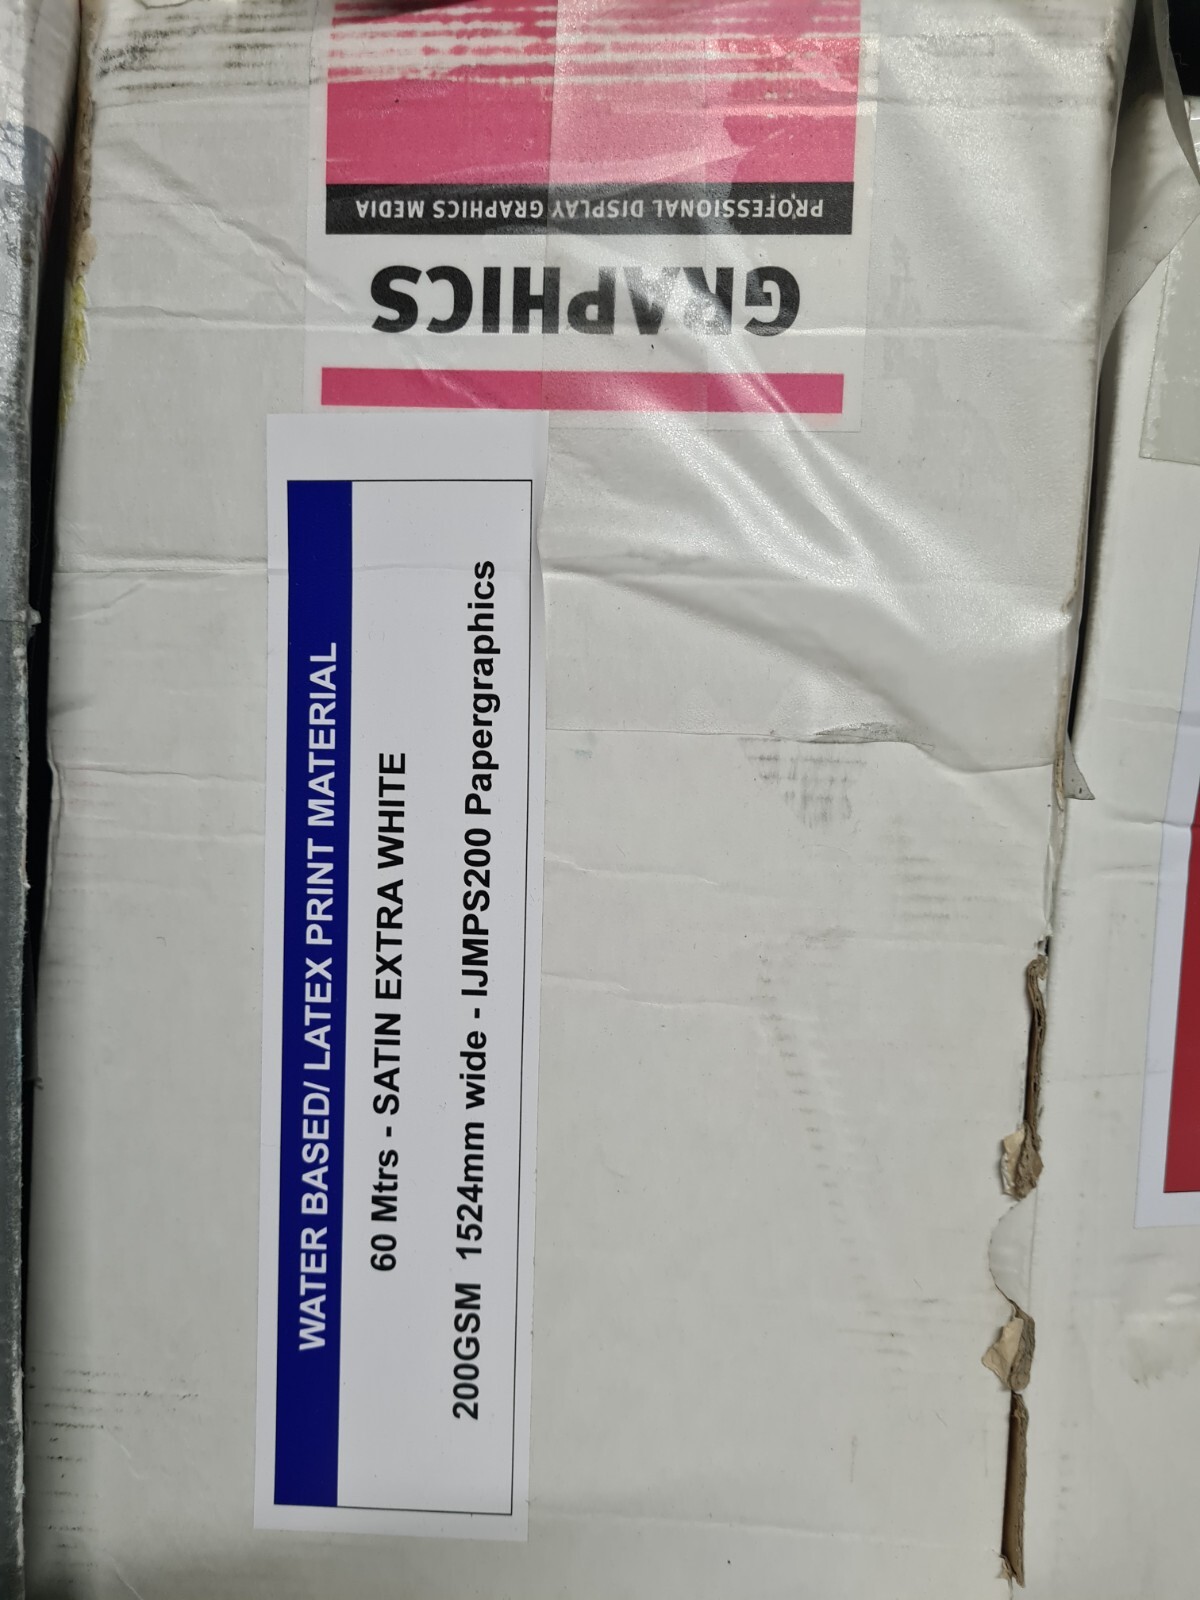 GRAPHICS
PROFESSIONAL DISPLAY GRAPHICS MEDIA
WATER BASED/ LATEX PRINT MATERIAL
60 Mtrs - SATIN EXTRA WHITE
200GSM 1524mm wide - IJMPS200 Papergraphics